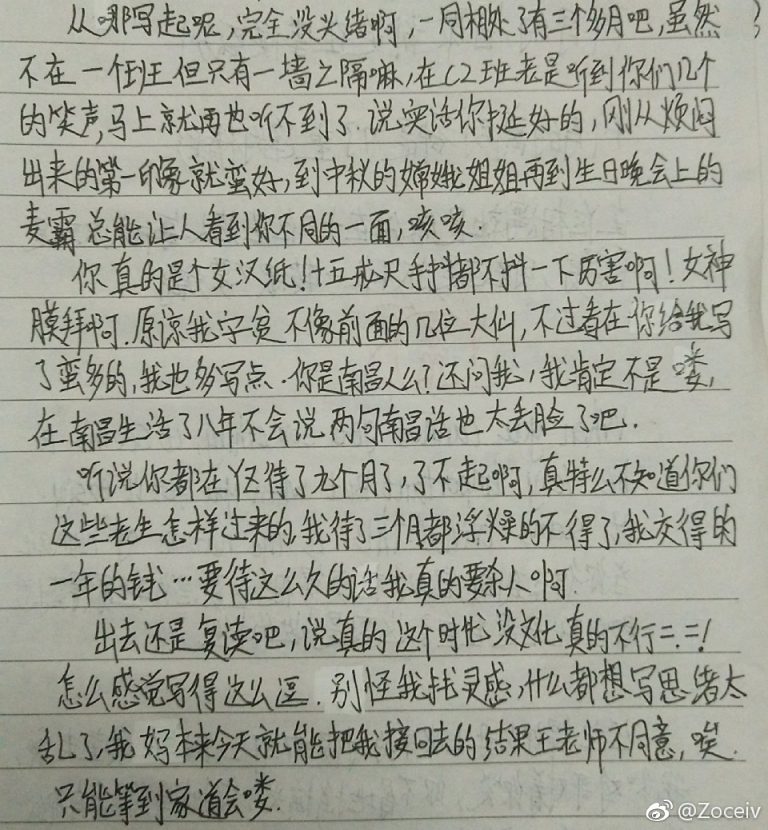 从哪写起呢,完全没头绪啊,一同相处了有三个多月吧,虽然
不在一个班王但只有一墙之隔嘛,在C2班老是听到你们几个
的笑声,马上就再也听不到了.说实话你挺好的,刚从烦闷
出来的第一印象就蛮好,到中秋的嫦娥姐姐再到生日晚会上的
麦霸总能让人看到你不同的一面,咳咳.
你真的是个女汉纸!十五戒尺手抖都不抖一下厉害啊!女神
膜拜啊.原谅我字贫不像前面的几位大仙,不过看在你给我写
了蛮多的,我也多写点.你是南昌人么?还问我,我肯定不是喽,
在南昌生活了八年不会说两句南昌话也太丢脸了吧.
听说你都在Y区待了九个月了,了不起啊,真特么不知道你们
这些老生怎样过来的,我待了三个月都浮燥的不得了,我交得的
一年的钱…要待这么久的话我真的要杀人啊.
出去还是复读吧,说真的这个时代没文化真的不行=.=!
怎么感觉写得这么逗.别怪我找灵感,什么都想写思绪太
乱了,我妈本来今天就能把我接回去的结果王老师不同意,唉.
只能等到家道会喽.
@Zoceiv